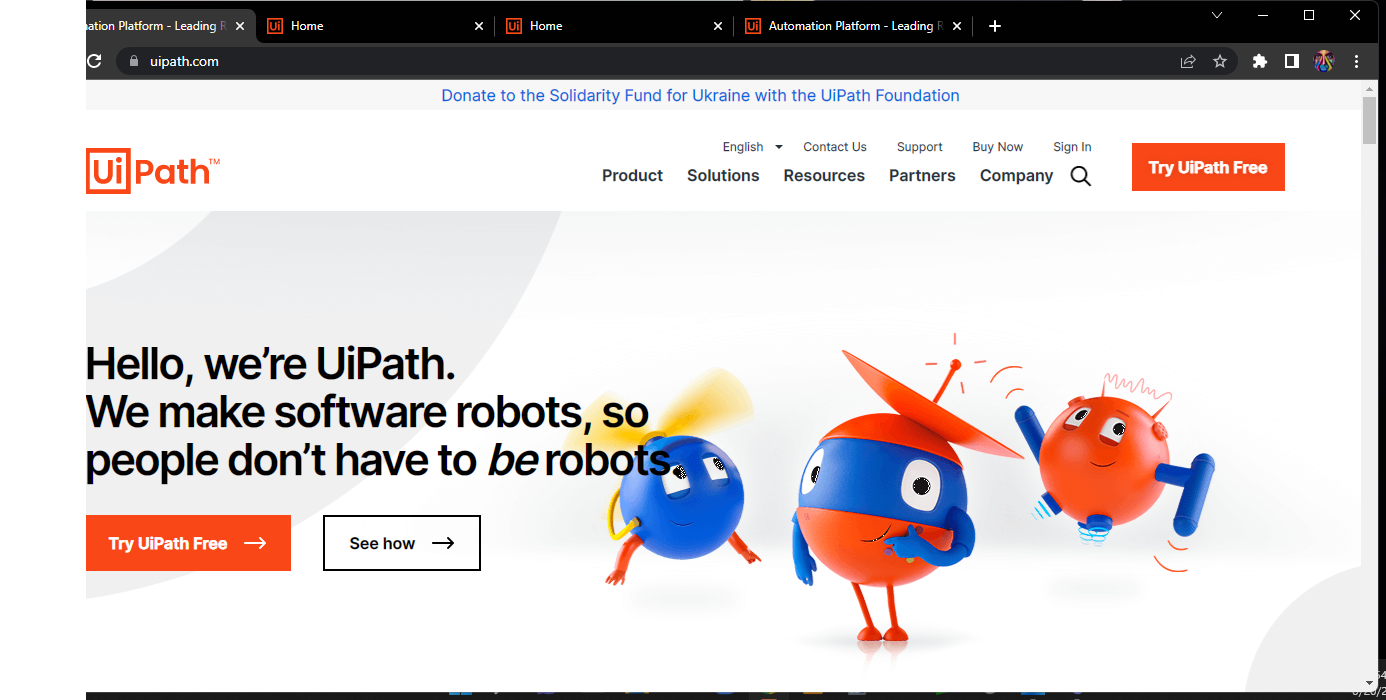 ation Platform - Leading R
Home
Home
Automation Platform - Leading R
uipath.com
Donate to the Solidarity Fund for Ukraine with the UiPath Foundation
English
Contact Us
Support
Buy Now
Sign In
UiPath™
Product
Solutions
Resources
Partners
Company
Try UiPath Free
Hello, we’re UiPath.
We make software robots, so
people don’t have to be robots.
Try UiPath Free
See how